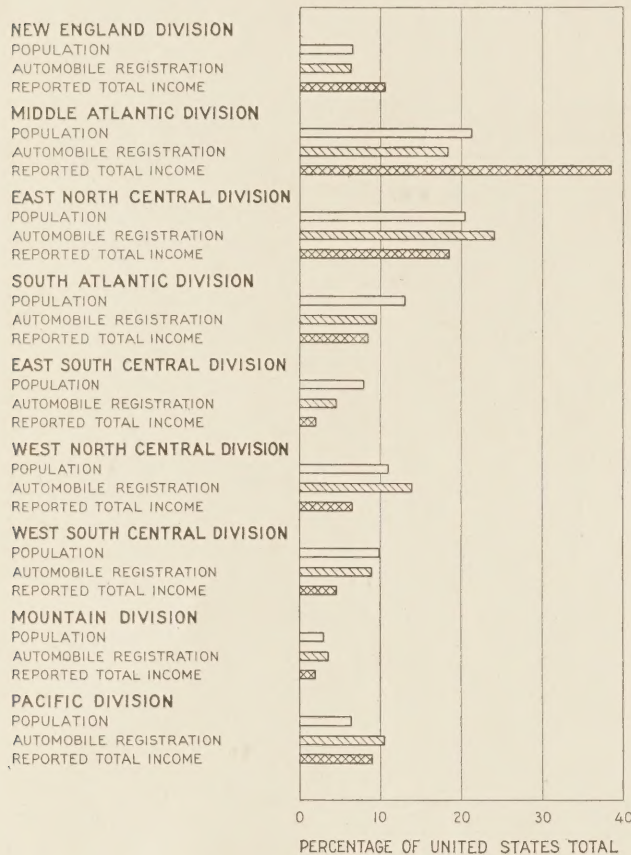 NEW ENGLAND DIVISION
POPULATION
AUTOMOBILE REGISTRATION
REPORTED TOTAL INCOME
MIDDLE ATLANTIC DIVISION
POPULATION
AUTOMOBILE REGISTRATION
REPORTED TOTAL INCOME
EAST NORTH CENTRAL DIVISION
POPULATION
AUTOMOBILE REGISTRATION
REPORTED TOTAL INCOME
SOUTH ATLANTIC DIVISION
POPULATION
AUTOMOBILE REGISTRATION
REPORTED TOTAL INCOME
EAST SOUTH CENTRAL DIVISION
POPULATION
AUTOMOBILE REGISTRATION
REPORTED TOTAL INCOME
WEST NORTH CENTRAL DIVISION
POPULATION
AUTOMOBILE REGISTRATION
REPORTED TOTAL INCOME
WEST SOUTH CENTRAL DIVISION
POPULATION
AUTOMOBILE REGISTRATION
REPORTED TOTAL INCOME
MOUNTAIN DIVISION
POPULATION
AUTOMOBILE REGISTRATION
REPORTED TOTAL INCOME
PACIFIC DIVISION
POPULATION
AUTOMOBILE REGISTRATION
REPORTED TOTAL INCOME
0 10 20 30 40
PERCENTAGE OF UNITED STATES TOTAL